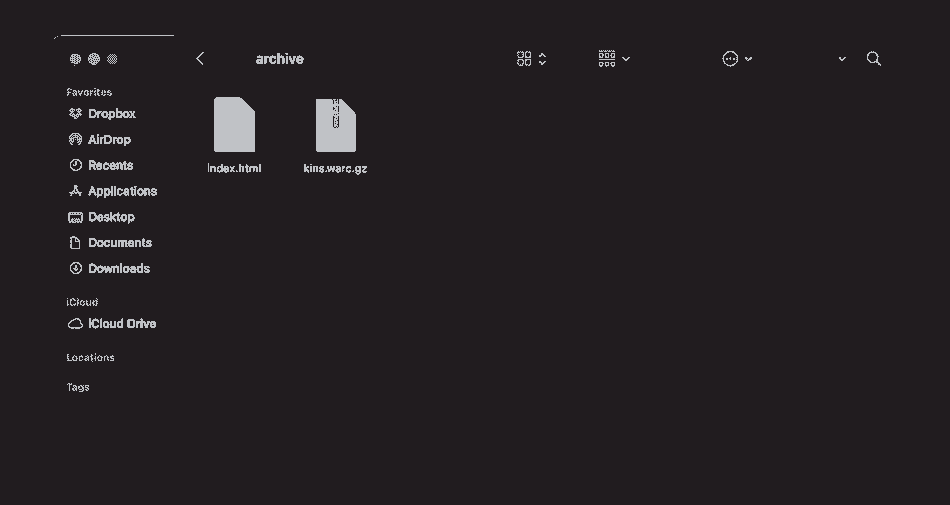 archive
Favorites
Dropbox
AirDrop
Recents
Applications
Desktop
Documents
Downloads
iCloud
iCloud Drive
Locations
Tags
index.html
kins.warc.gz